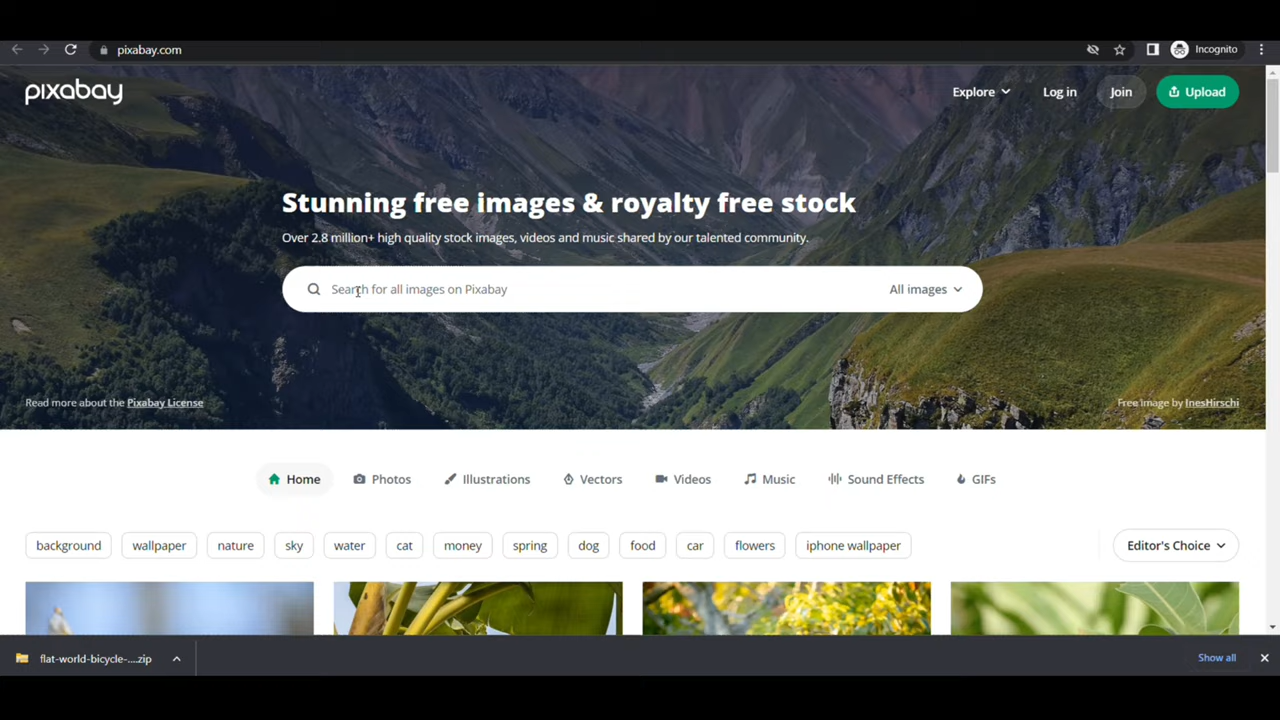 pixabay.com
Incognito
pixabay
Explore
Log in
Join
Upload
Stunning free images & royalty free stock
Over 2.8 million+ high quality stock images, videos and music shared by our talented community.
Search for all images on Pixabay
All images
Read more about the Pixabay License
Free image by InesHirschi
Home
Photos
Illustrations
Vectors
Videos
Music
Sound Effects
GIFs
background
wallpaper
nature
sky
water
cat
money
spring
dog
food
car
flowers
iphone wallpaper
Editor's Choice
flat-world-bicycle-....zip
Show all